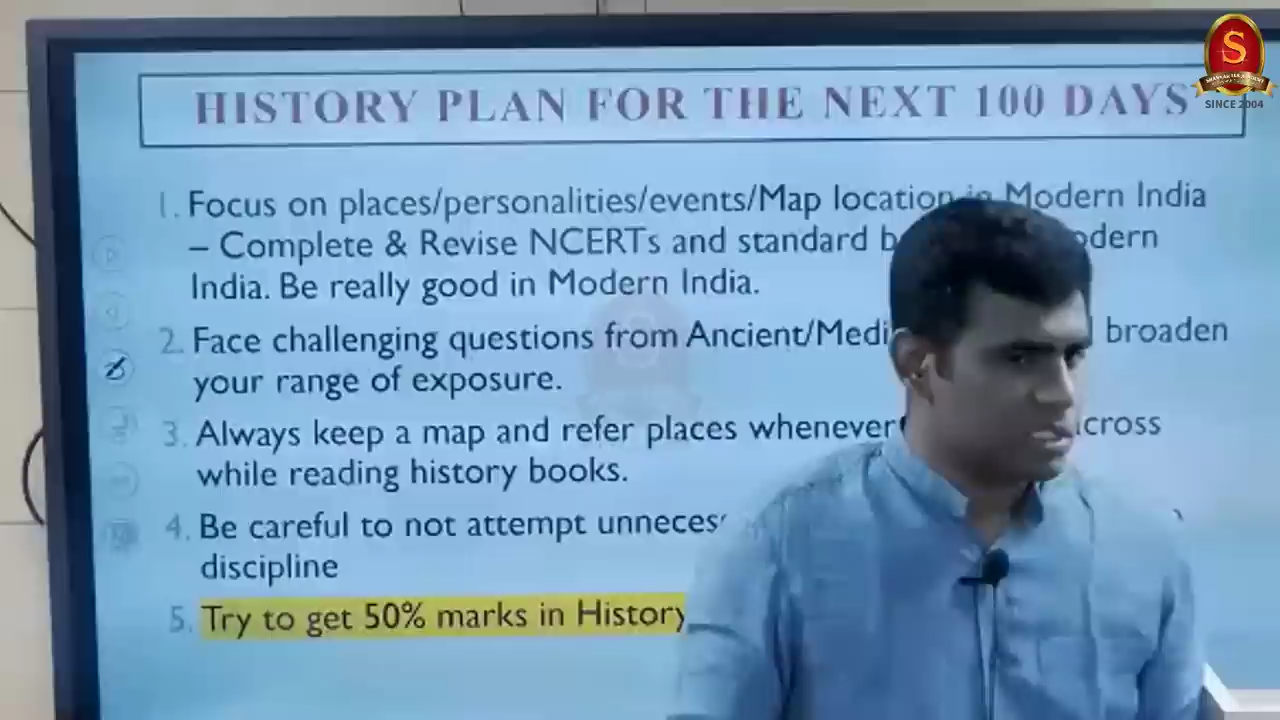 HISTORY PLAN FOR THE NEXT 100 DAYS
1. Focus on places/personalities/events/Map location in Modern India
– Complete & Revise NCERTs and standard
India. Be really good in Modern India.
2. Face challenging questions from Ancient/Medi broaden
your range of exposure.
3. Always keep a map and refer places whenever
while reading history books.
4. Be careful to not attempt
discipline
5. Try to get 50% marks in History
S
SINCE 2004